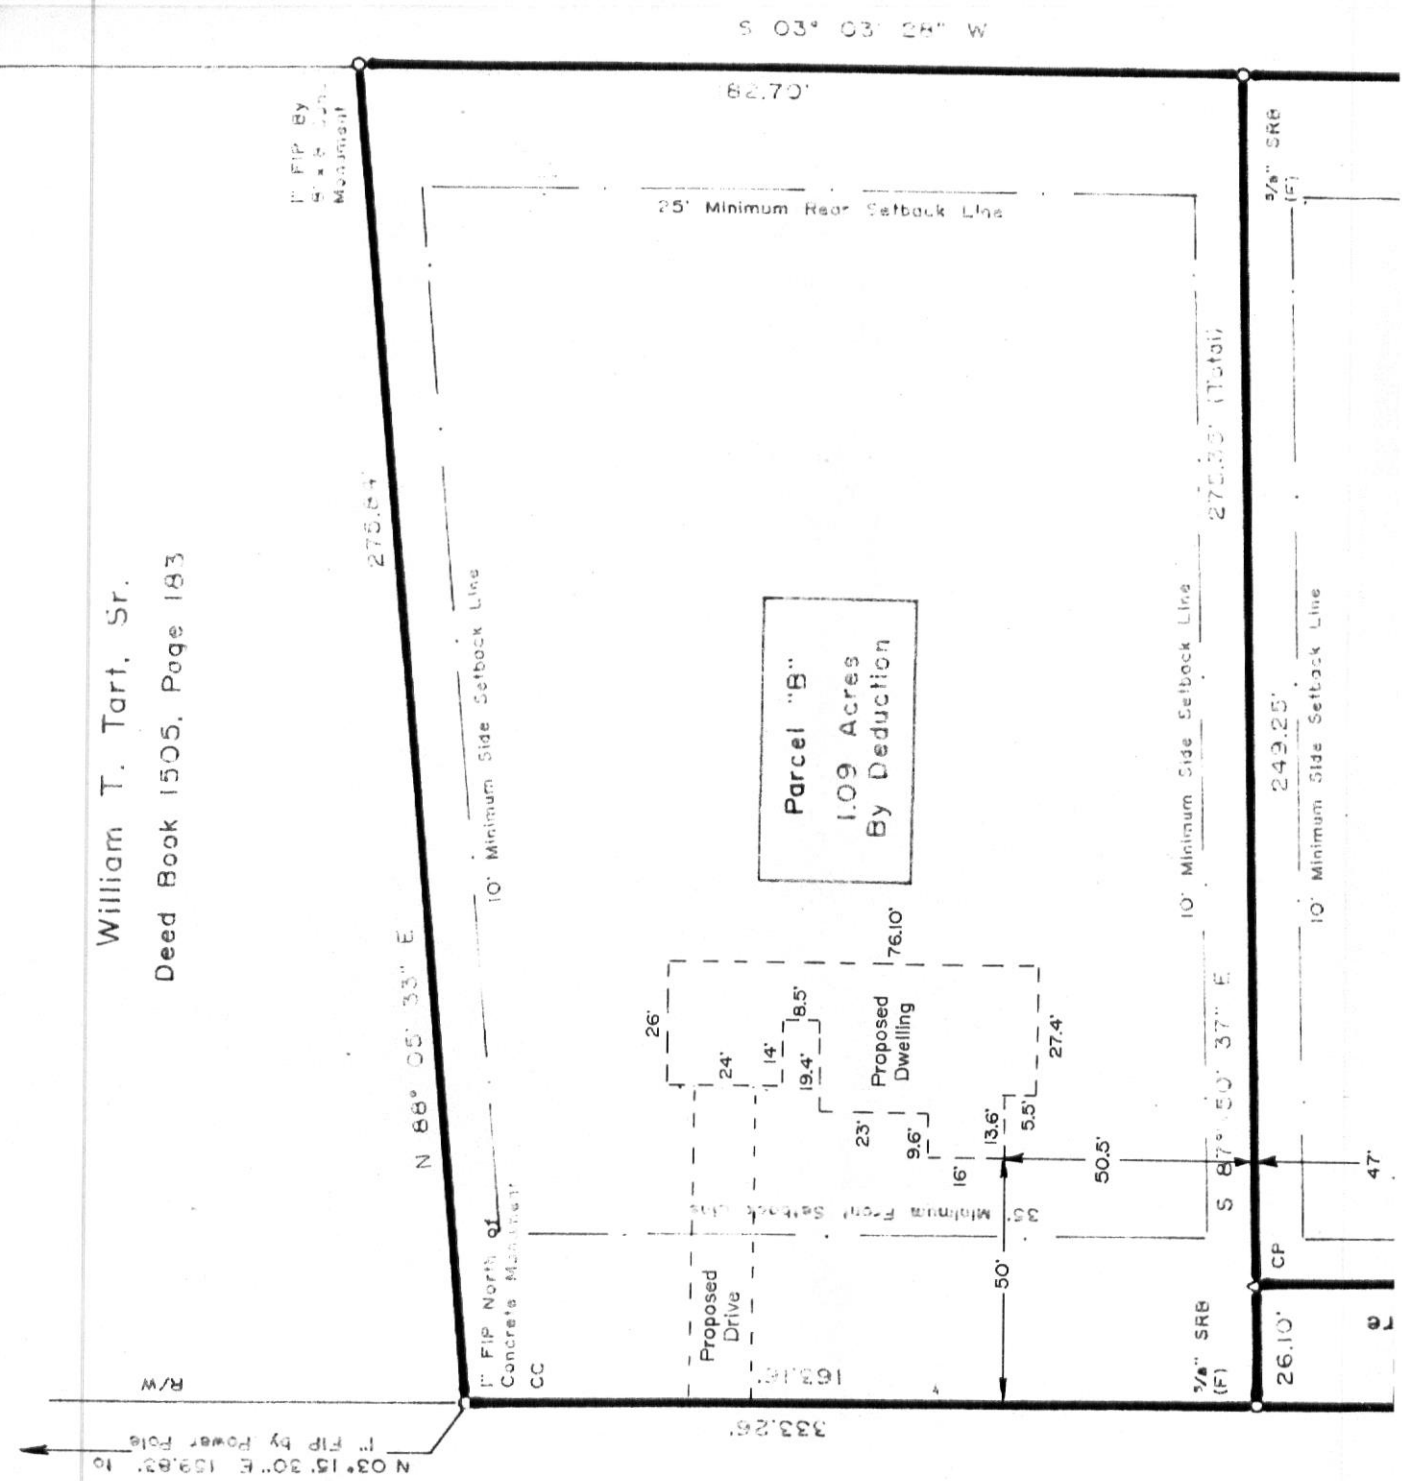 S 03° 03' 28" W
82.70'
1" FIP By
Monument
3/8" SRB
(F)
25' Minimum Rear Setback Line
William T. Tart, Sr.
Deed Book 1505, Page 183
275.84'
N 88° 05' 33" E
10' Minimum Side Setback Line
Parcel "B"
1.09 Acres
By Deduction
(Total)
10' Minimum Side Setback Line
S 87° 50' 37" E
249.25'
10' Minimum Side Setback Line
76.10'
26'
24'
14'
8.5'
19.4'
Proposed
Dwelling
27.4'
23'
9.6'
16'
13.6'
5.5'
50.5'
47'
35' Minimum Front Setback Line
50'
Proposed
Drive
1" FIP North of
Concrete Monument
CC
CP
3/8" SRB
(F)
26.10'
163.16'
333.26'
R/W
N 03° 15' 30" E 159.83' to
1" FIP by Power Pole